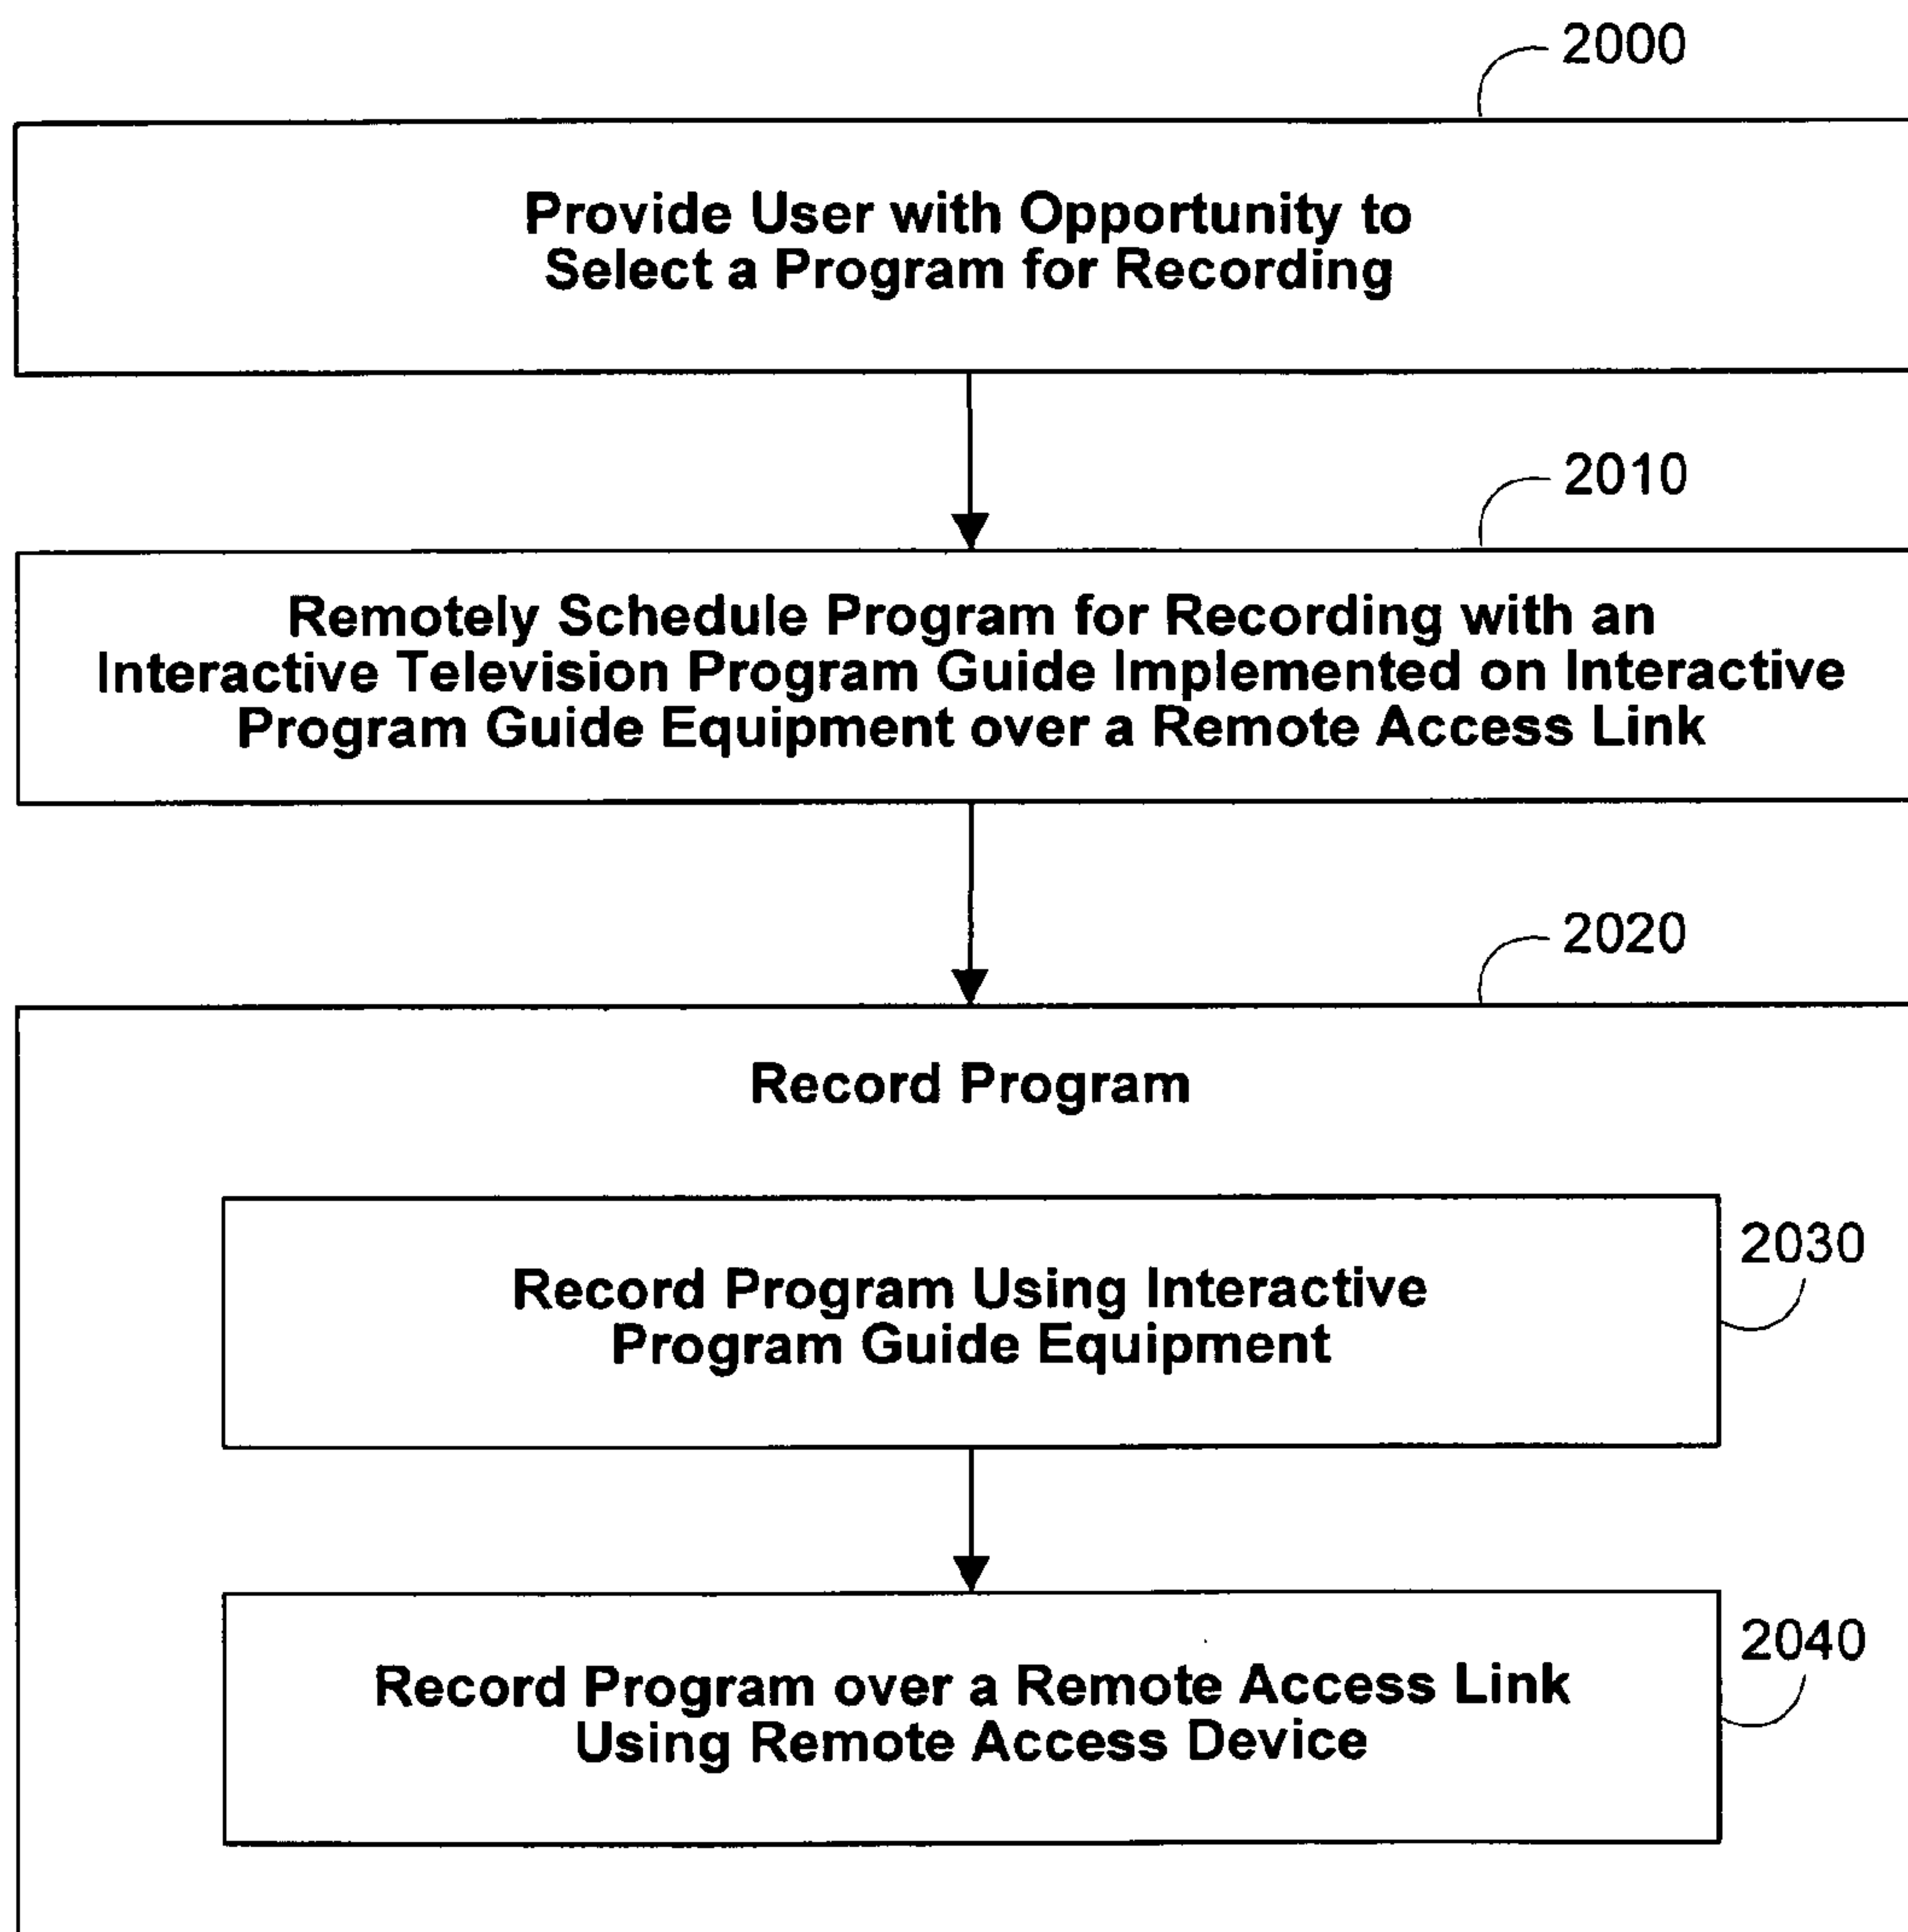 2000
Provide User with Opportunity to
Select a Program for Recording
2010
Remotely Schedule Program for Recording with an
Interactive Television Program Guide Implemented on Interactive
Program Guide Equipment over a Remote Access Link
2020
Record Program
2030
Record Program Using Interactive
Program Guide Equipment
2040
Record Program over a Remote Access Link
Using Remote Access Device